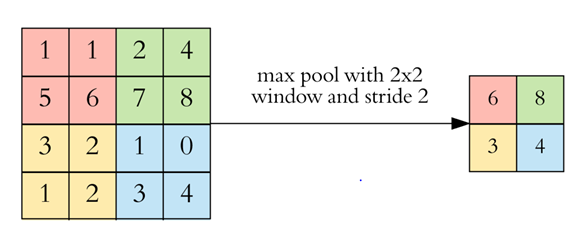 1 1 2 4
5 6 7 8
3 2 1 0
1 2 3 4
max pool with 2x2
window and stride 2
6 8
3 4